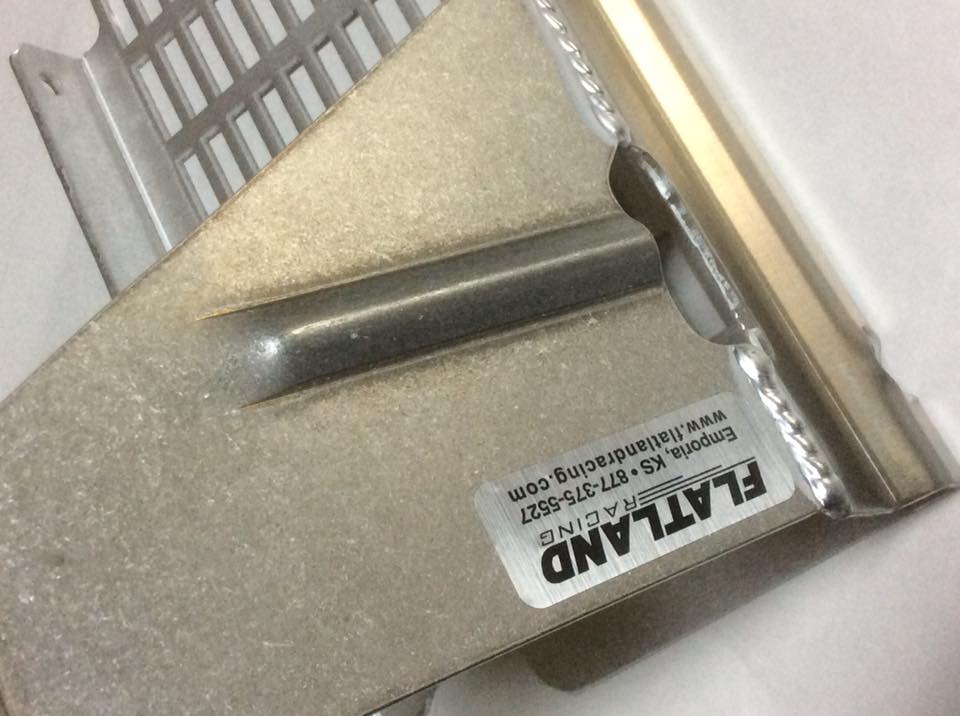 FLATLAND
RACING
Emporia, KS • 877-375-5527
www.flatlandracing.com